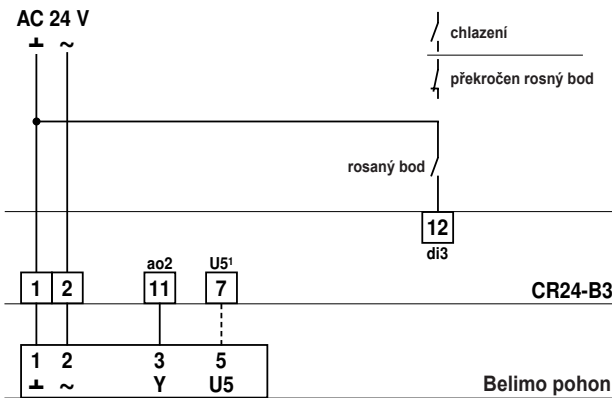 AC 24 V
⊥ ~
chlazení
překročen rosný bod
rosaný bod
12
di3
ao2 U5¹
1 2 11 7
CR24-B3
1 2 3 5
⊥ ~ Y U5
Belimo pohon